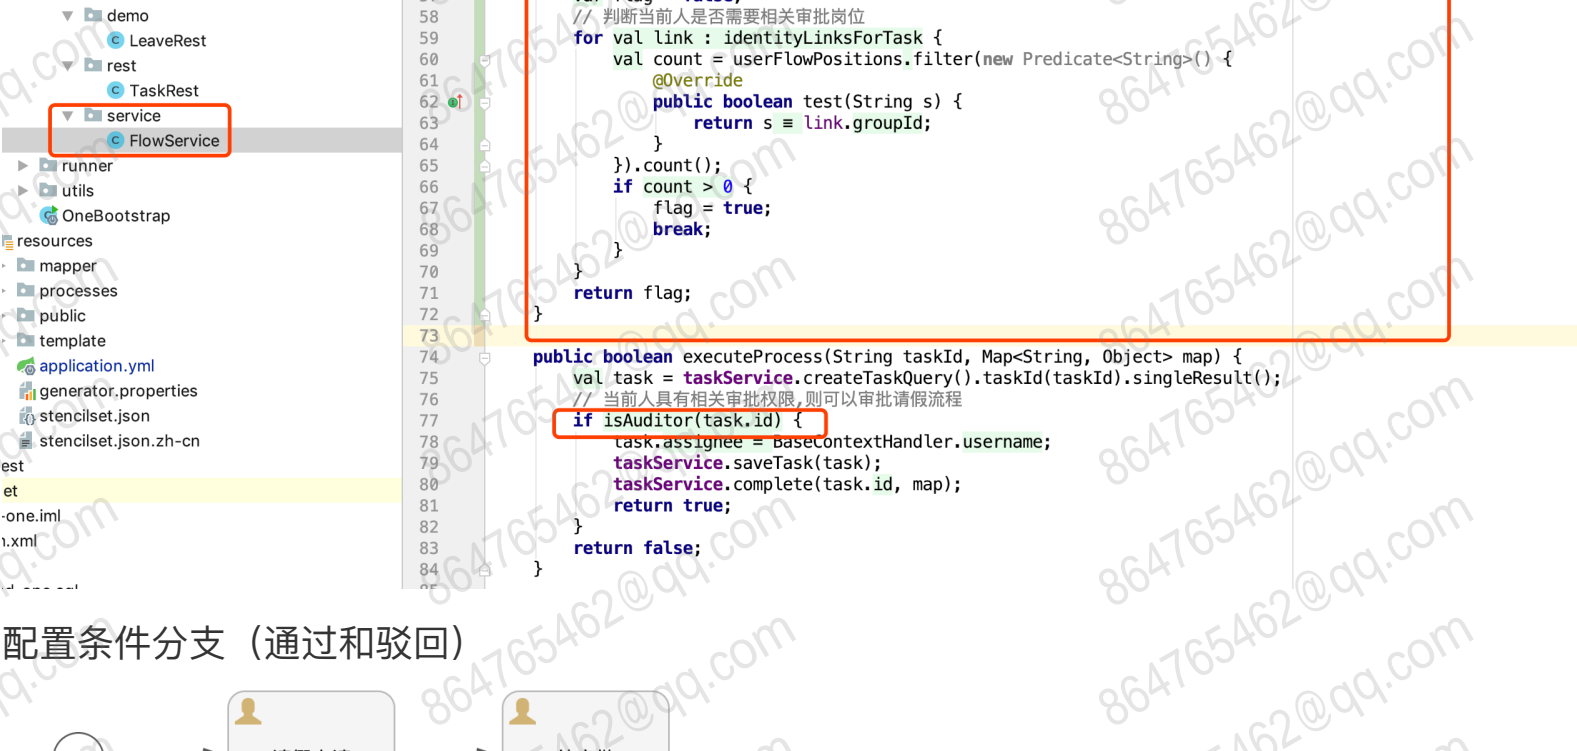 demo
LeaveRest
rest
TaskRest
service
FlowService
runner
utils
OneBootstrap
resources
mapper
processes
public
template
application.yml
generator.properties
stencilset.json
stencilset.json.zh-cn
est
et
-one.iml
.xml
58 // 判断当前人是否需要相关审批岗位
59 for val link : identityLinksForTask {
60 val count = userFlowPositions.filter(new Predicate<String>() {
61 @Override
62 public boolean test(String s) {
63 return s ≡ link.groupId;
64 }
65 }).count();
66 if count > 0 {
67 flag = true;
68 break;
69 }
70 }
71 return flag;
72 }
73
74 public boolean executeProcess(String taskId, Map<String, Object> map) {
75 val task = taskService.createTaskQuery().taskId(taskId).singleResult();
76 // 当前人具有相关审批权限,则可以审批请假流程
77 if isAuditor(task.id) {
78 task.assignee = BaseContextHandler.username;
79 taskService.saveTask(task);
80 taskService.complete(task.id, map);
81 return true;
82 }
83 return false;
84 }
配置条件分支（通过和驳回）
864765462@qq.com